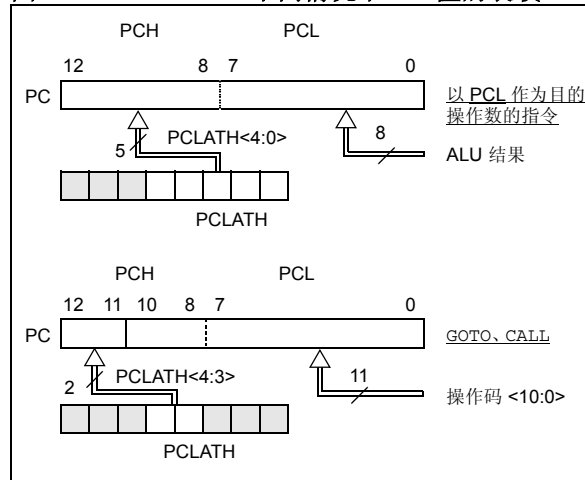 PCH PCL
12 8 7 0
PC
以 PCL 作为目的
操作数的指令
5 PCLATH<4:0> 8
ALU 结果
PCLATH
PCH PCL
12 11 10 8 7 0
PC
GOTO、CALL
2 PCLATH<4:3> 11
操作码 <10:0>
PCLATH